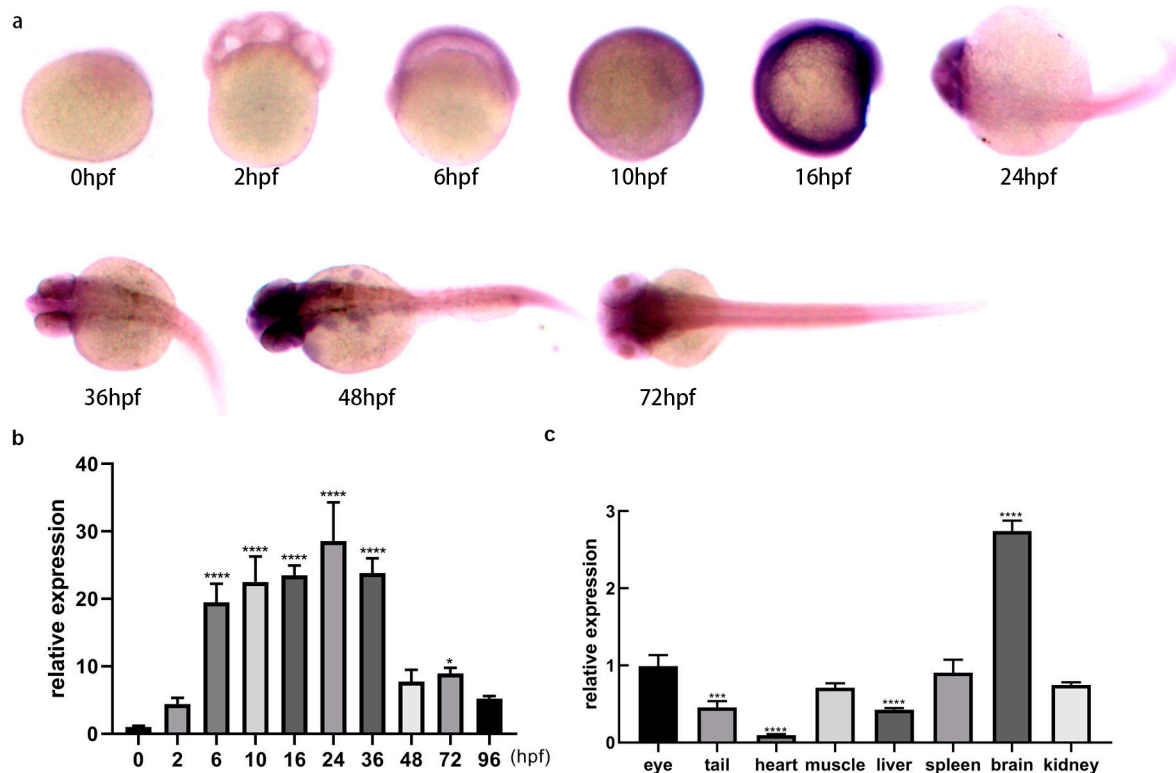 a
0hpf 2hpf 6hpf 10hpf 16hpf 24hpf
36hpf 48hpf 72hpf
b
relative expression
40
30
20
10
0
**** **** **** **** **** *
0 2 6 10 16 24 36 48 72 96 (hpf)
c
relative expression
3
2
1
0
*** **** **** ****
eye tail heart muscle liver spleen brain kidney